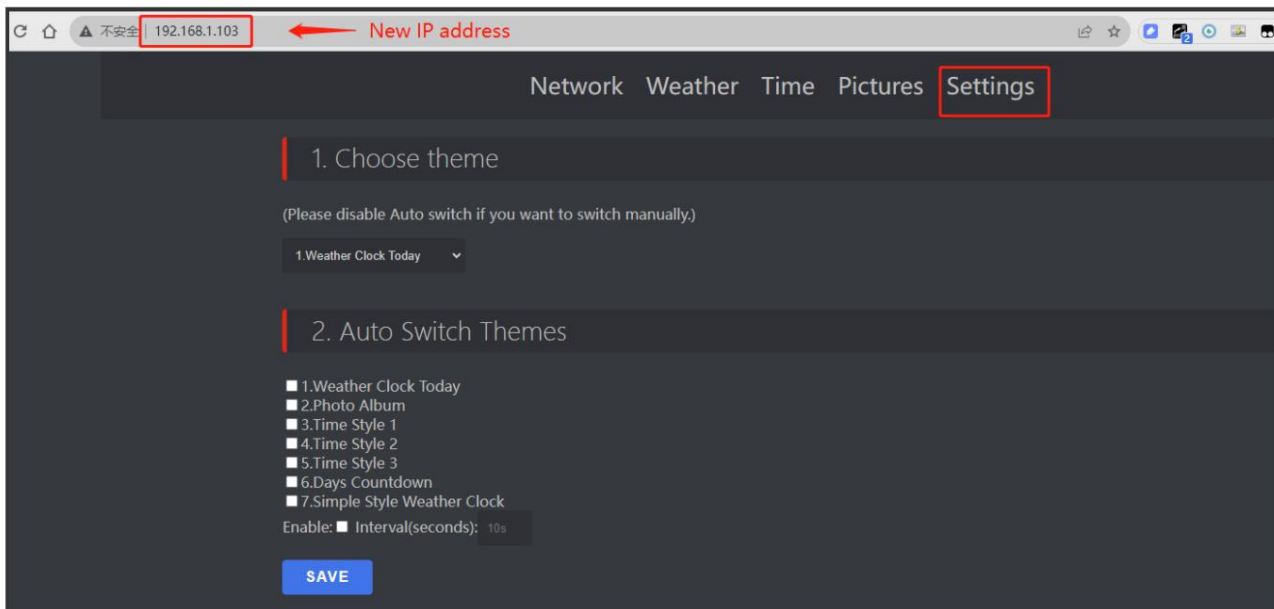 不安全 192.168.1.103 New IP address 2
Network Weather Time Pictures Settings
1. Choose theme
(Please disable Auto switch if you want to switch manually.)
1.Weather Clock Today
2. Auto Switch Themes
1.Weather Clock Today
2.Photo Album
3.Time Style 1
4.Time Style 2
5.Time Style 3
6.Days Countdown
7.Simple Style Weather Clock
Enable: Interval(seconds): 10s
SAVE